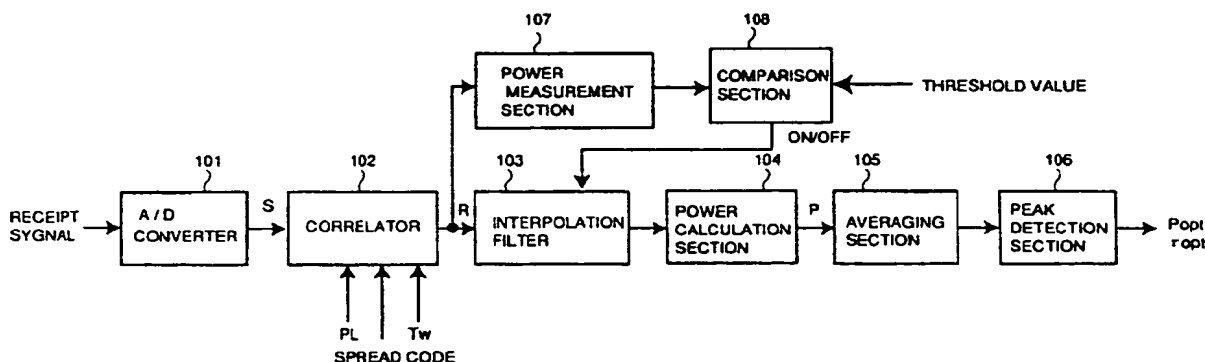 107
108
POWER
MEASUREMENT
SECTION
COMPARISON
SECTION
THRESHOLD VALUE
ON/OFF
101
102
103
104
105
106
RECEIPT
SYGNAL
A/D
CONVERTER
S
CORRELATOR
R
INTERPOLATION
FILTER
POWER
CALCULATION
SECTION
P
AVERAGING
SECTION
PEAK
DETECTION
SECTION
Popt
ropt
PL
Tw
SPREAD CODE